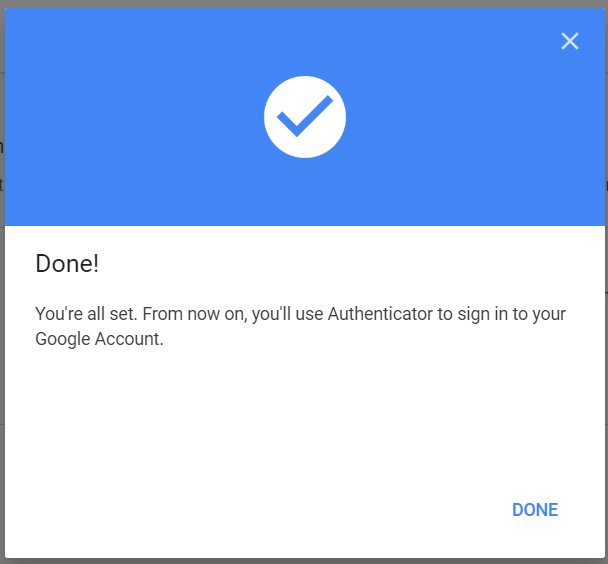 Done!
You're all set. From now on, you'll use Authenticator to sign in to your
Google Account.
DONE